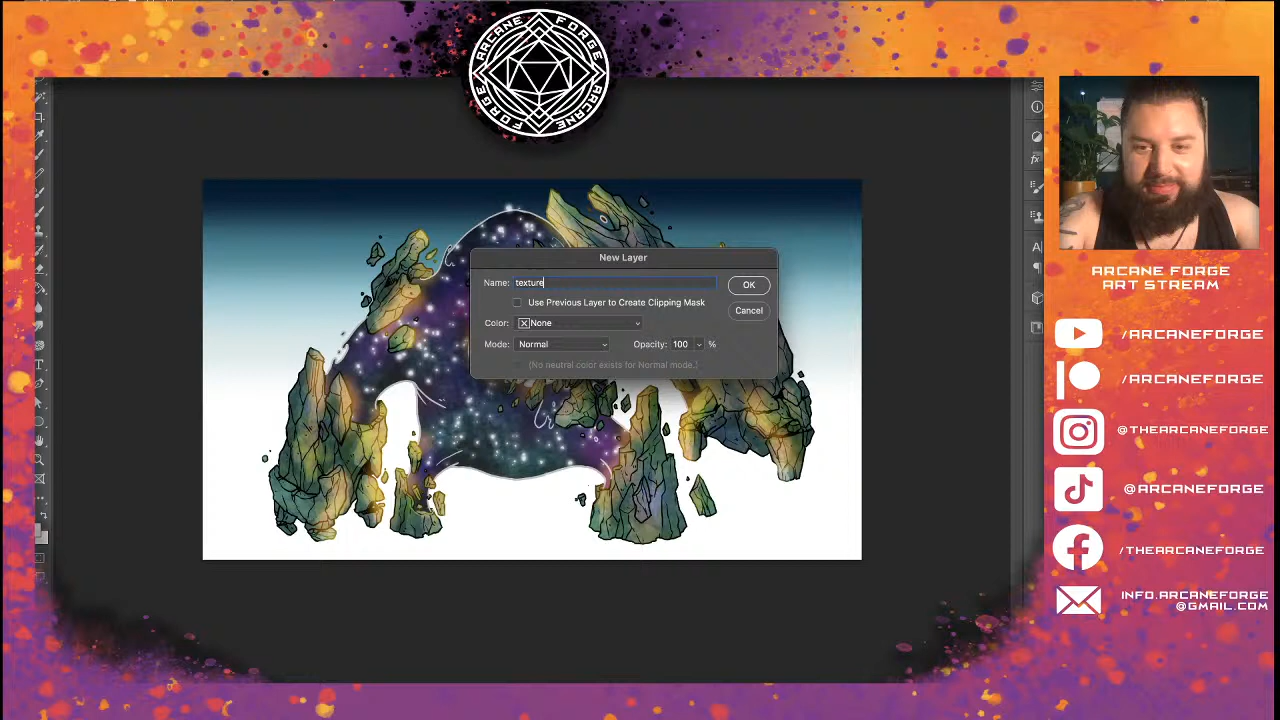 ARCANE FORGE
ARCANE FORGE
New Layer
Name: texture
OK
Use Previous Layer to Create Clipping Mask
Cancel
Color: None
Mode: Normal
Opacity: 100 %
(No neutral color exists for Normal mode.)
ARCANE FORGE
ART STREAM
/ARCANEFORGE
/ARCANEFORGE
@THEARCANEFORGE
@ARCANEFORGE
/THEARCANEFORGE
INFO.ARCANEFORGE
@GMAIL.COM